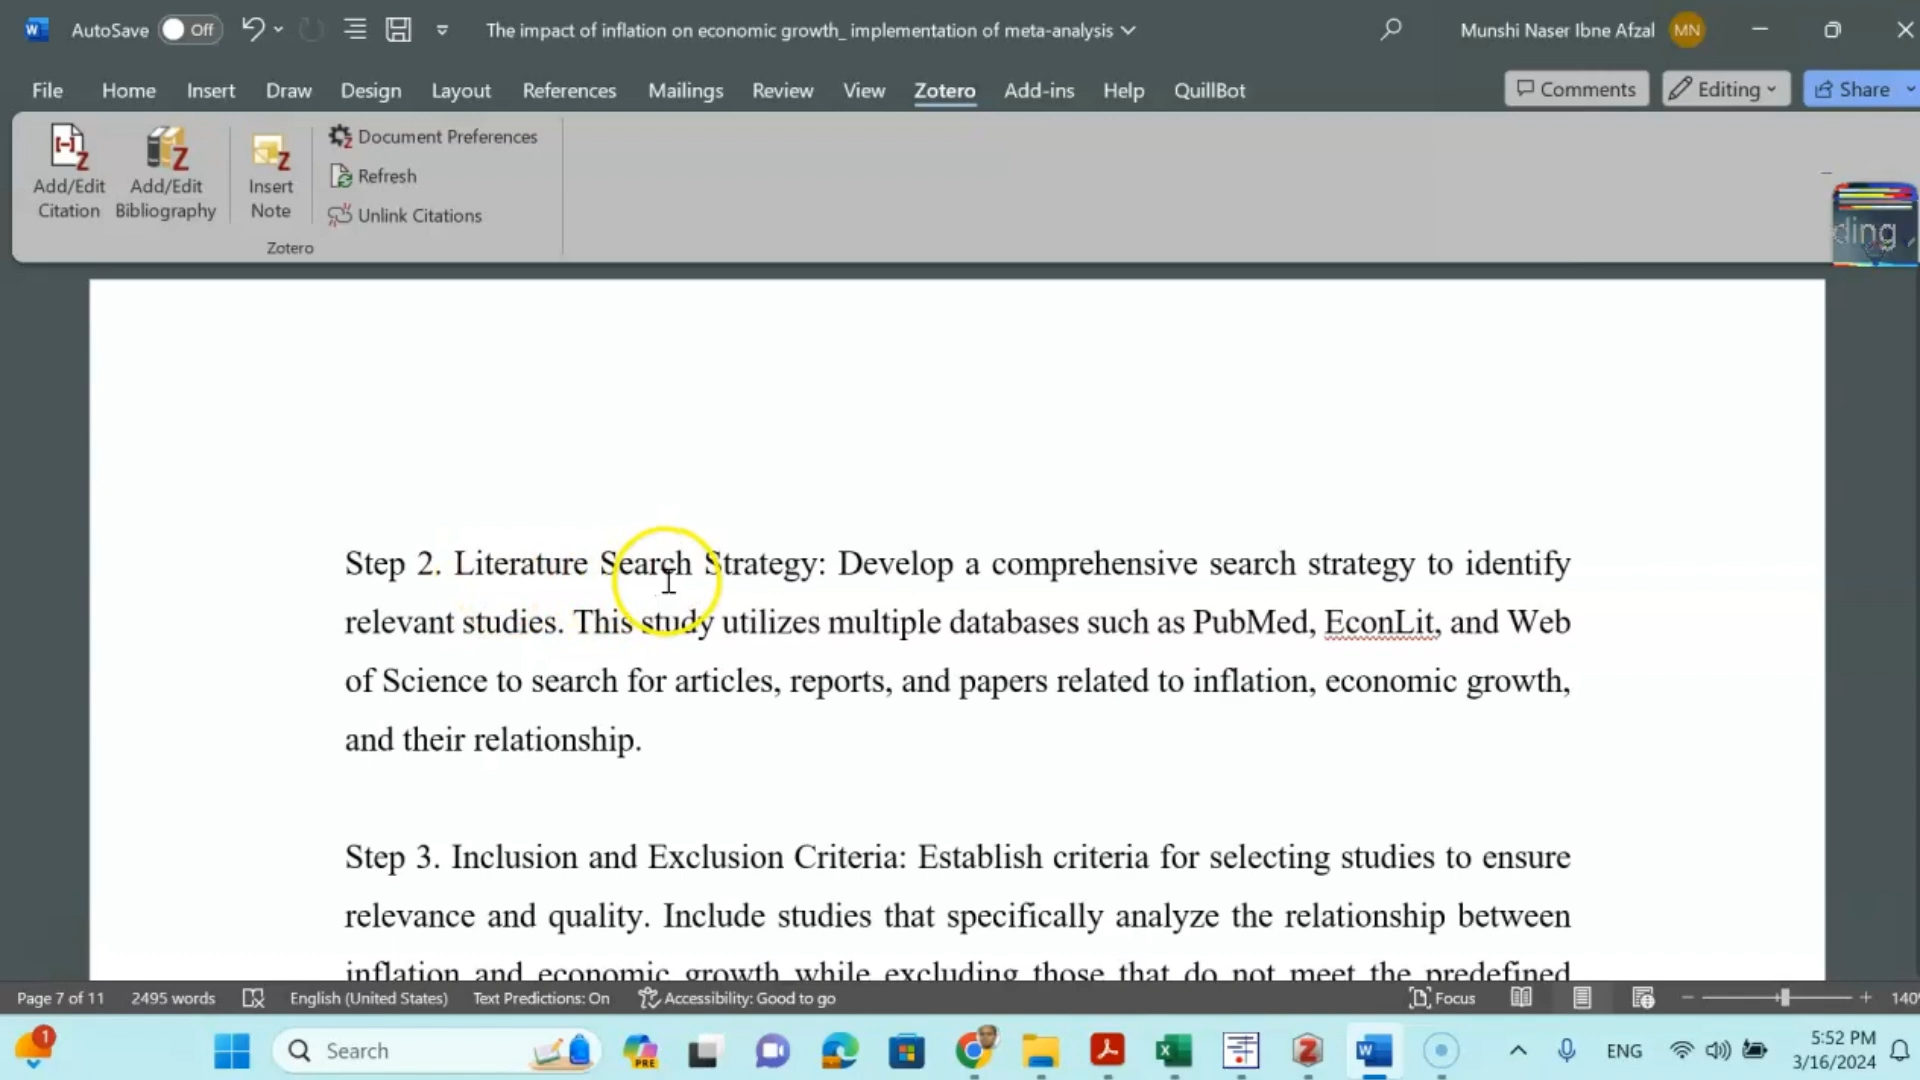 AutoSave Off The impact of inflation on economic growth_ implementation of meta-analysis Munshi Naser Ibne Afzal MN
File Home Insert Draw Design Layout References Mailings Review View Zotero Add-ins Help QuillBot Comments Editing Share
Add/Edit Citation
Add/Edit Bibliography
Insert Note
Document Preferences
Refresh
Unlink Citations
Zotero
ding
Step 2. Literature Search Strategy: Develop a comprehensive search strategy to identify
relevant studies. This study utilizes multiple databases such as PubMed, EconLit, and Web
of Science to search for articles, reports, and papers related to inflation, economic growth,
and their relationship.
Step 3. Inclusion and Exclusion Criteria: Establish criteria for selecting studies to ensure
relevance and quality. Include studies that specifically analyze the relationship between
inflation and economic growth while excluding those that do not meet the predefined
Page 7 of 11 2495 words English (United States) Text Predictions: On Accessibility: Good to go Focus 140
1 Search PRE ENG 5:52 PM
3/16/2024